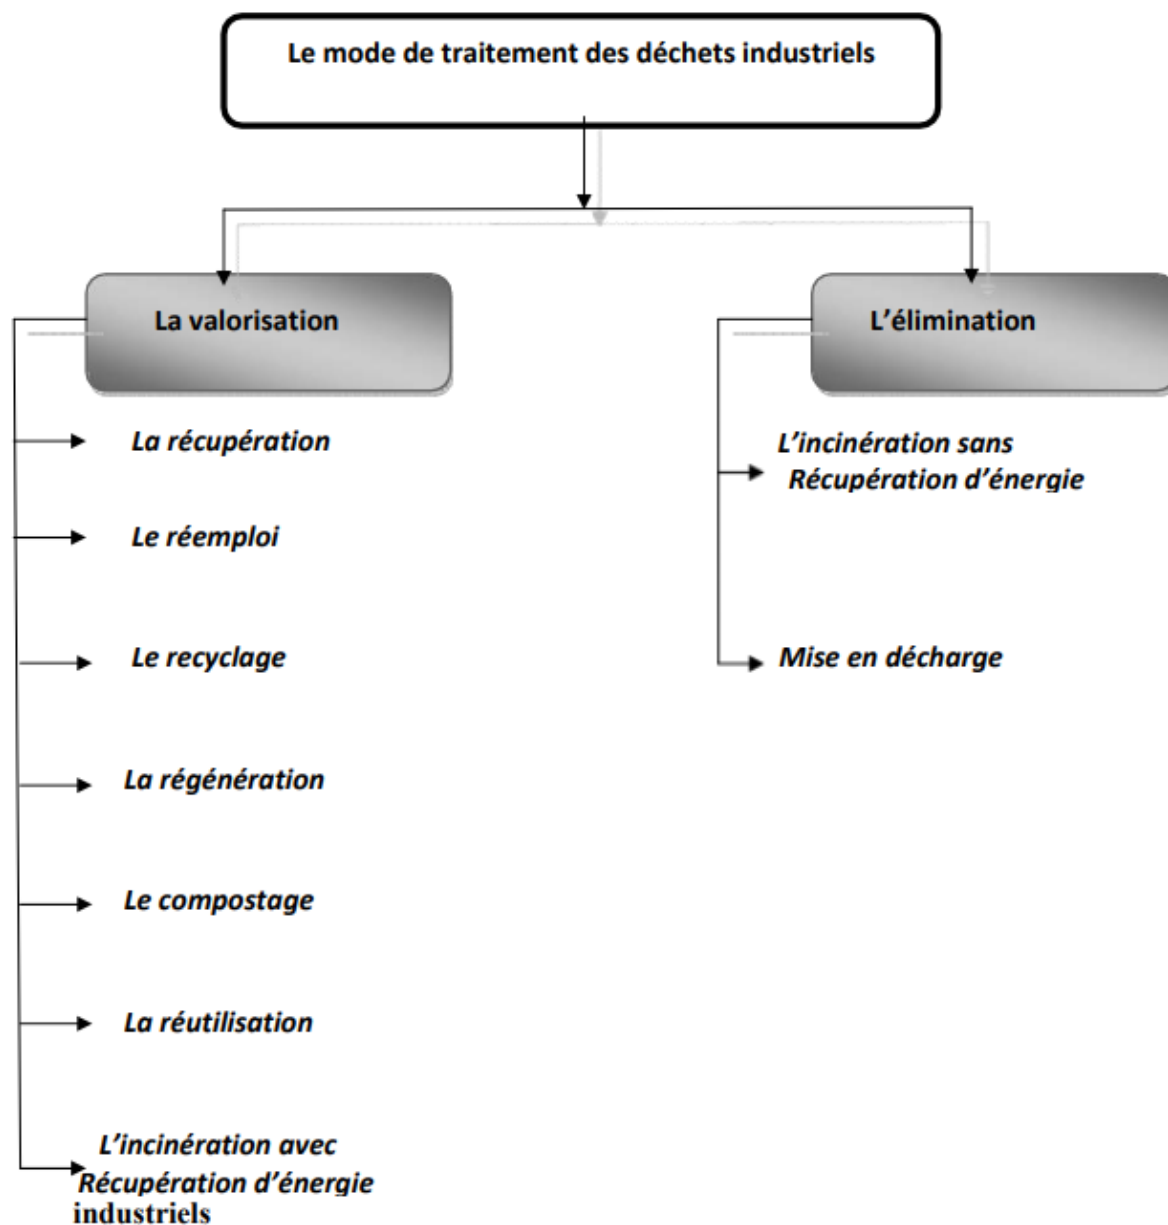 Le mode de traitement des déchets industriels
La valorisation
La récupération
Le réemploi
Le recyclage
La régénération
Le compostage
La réutilisation
L’incinération avec
Récupération d’énergie
industriels
L’élimination
L’incinération sans
Récupération d’énergie
Mise en décharge